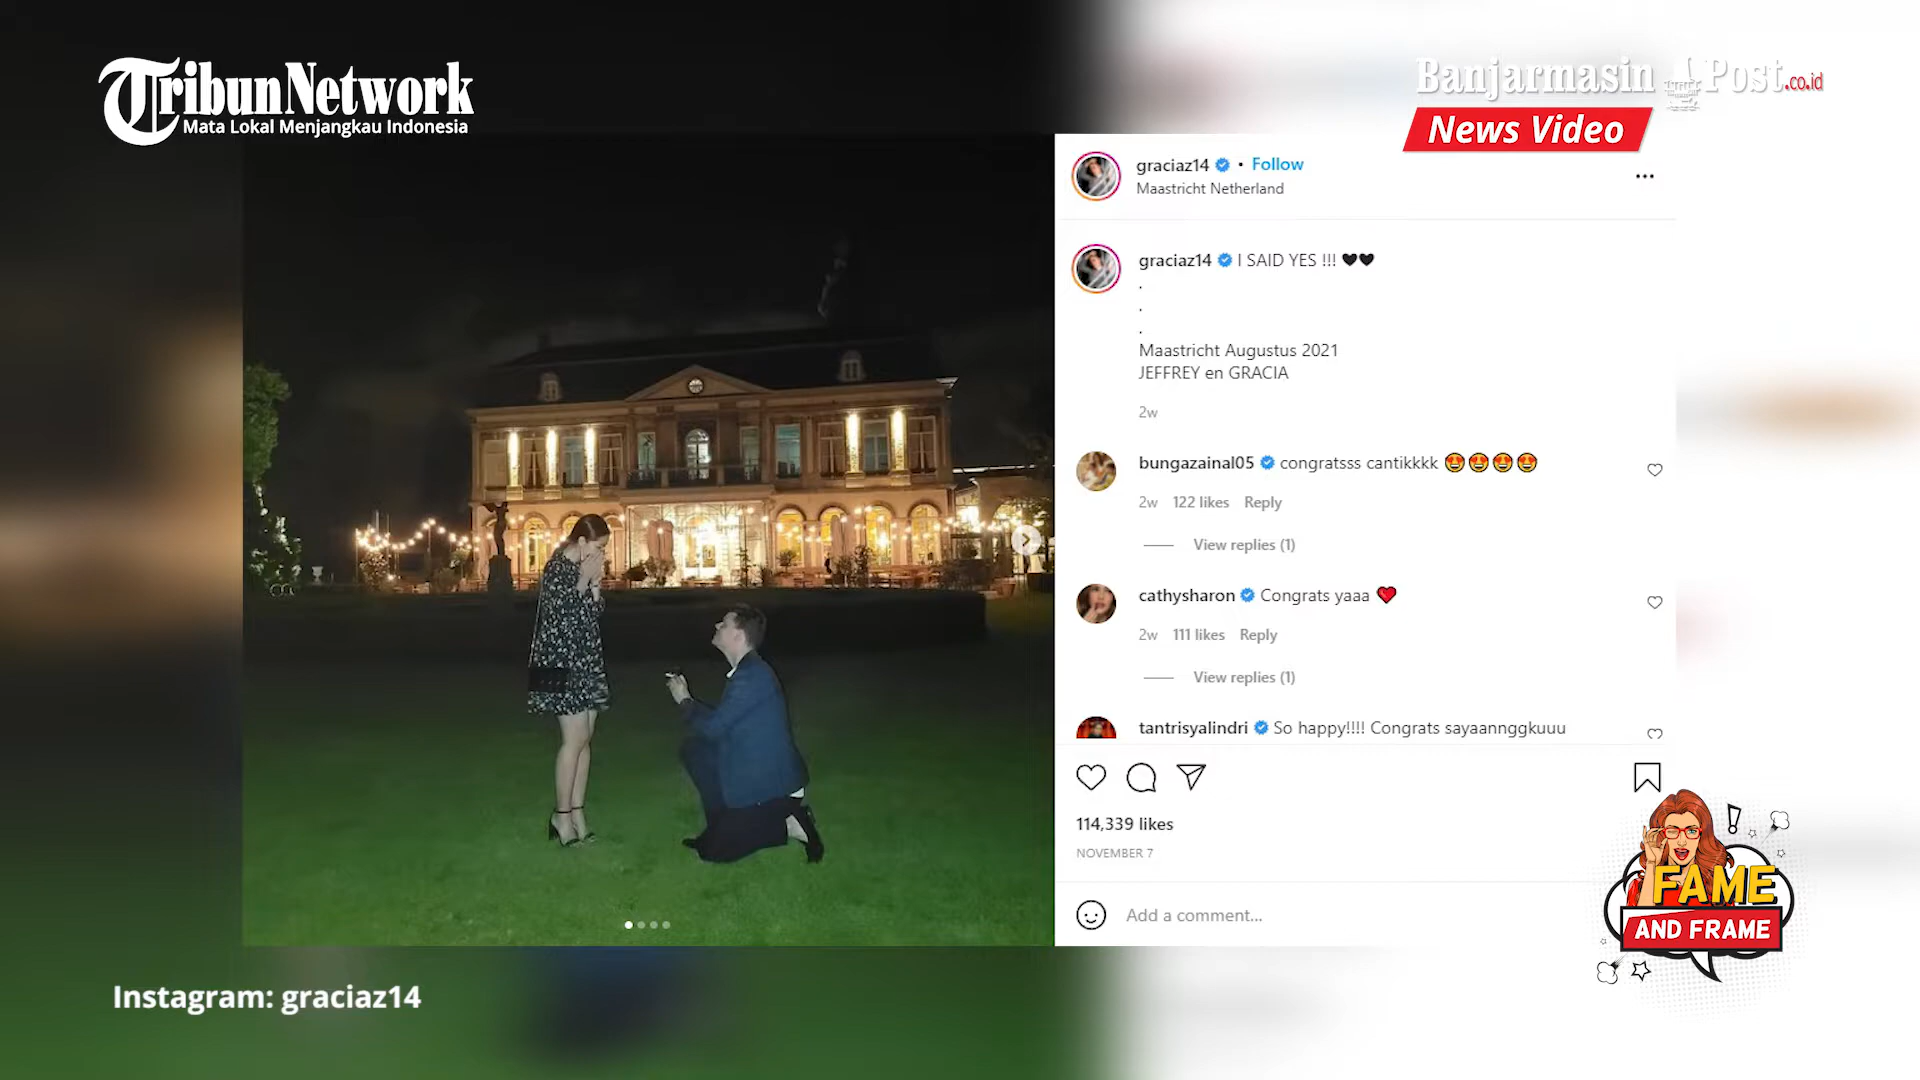 TribunNetwork
Mata Lokal Menjangkau Indonesia
Banjarmasin Post.co.id
News Video
graciaz14 • Follow
Maastricht Netherland
graciaz14 I SAID YES !!! 🖤🖤
.
.
.
Maastricht Augustus 2021
JEFFREY en GRACIA
2w
bungazainal05 congratsss cantikkkk 😍😍😍😍
2w 122 likes Reply
View replies (1)
cathysharon Congrats yaaa ❤️
2w 111 likes Reply
View replies (1)
tantrisyalindri So happy!!!! Congrats sayaannggkuuu
114,339 likes
NOVEMBER 7
Add a comment...
FAME
AND FRAME
Instagram: graciaz14